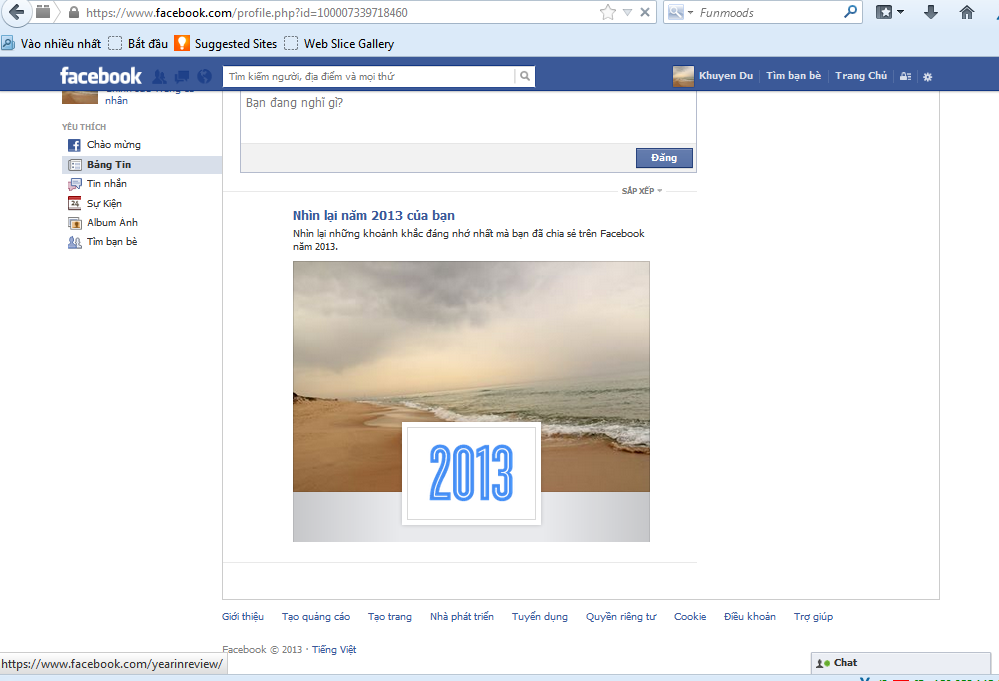 https://www.facebook.com/profile.php?id=100007339718460
Funmoods
Vào nhiều nhất Bắt đầu Suggested Sites Web Slice Gallery
facebook Tìm kiếm người, địa điểm và mọi thứ Khuyen Du Tìm bạn bè Trang Chủ
nhân
Bạn đang nghĩ gì?
YÊU THÍCH
Chào mừng
Đăng
Bảng Tin
Tin nhắn
SẮP XẾP
Sự Kiện
24
Album Ảnh
Tìm bạn bè
Nhìn lại năm 2013 của bạn
Nhìn lại những khoảnh khắc đáng nhớ nhất mà bạn đã chia sẻ trên Facebook
năm 2013.
2013
Giới thiệu Tạo quảng cáo Tạo trang Nhà phát triển Tuyển dụng Quyền riêng tư Cookie Điều khoản Trợ giúp
Facebook © 2013 · Tiếng Việt
https://www.facebook.com/yearinreview/
Chat